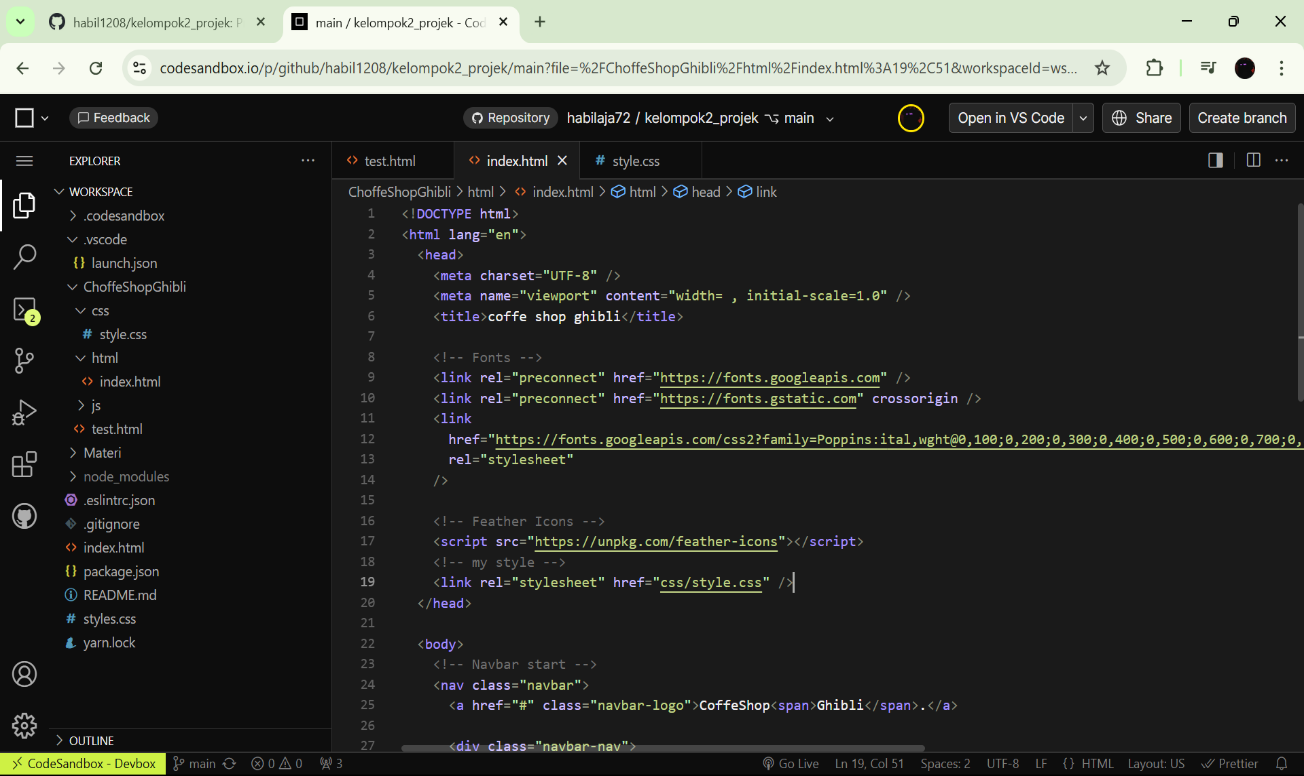 habil1208/kelompok2_projek: P
main / kelompok2_projek - Cod
codesandbox.io/p/github/habil1208/kelompok2_projek/main?file=%2FChoffeShopGhibli%2Fhtml%2Findex.html%3A19%2C51&workspaceId=ws...
Feedback
Repository
habilaja72 / kelompok2_projek
main
Open in VS Code
Share
Create branch
EXPLORER
test.html
index.html
# style.css
WORKSPACE
ChoffeShopGhibli > html > <> index.html > html > head > link
.codesandbox
.vscode
{} launch.json
ChoffeShopGhibli
css
# style.css
html
<> index.html
js
<> test.html
Materi
node_modules
.eslintrc.json
.gitignore
<> index.html
{} package.json
README.md
# styles.css
yarn.lock
OUTLINE
2
1 <!DOCTYPE html>
2 <html lang="en">
3 <head>
4 <meta charset="UTF-8" />
5 <meta name="viewport" content="width= , initial-scale=1.0" />
6 <title>coffe shop ghibli</title>
7
8 <!-- Fonts -->
9 <link rel="preconnect" href="https://fonts.googleapis.com" />
10 <link rel="preconnect" href="https://fonts.gstatic.com" crossorigin />
11 <link
12 href="https://fonts.googleapis.com/css2?family=Poppins:ital,wght@0,100;0,200;0,300;0,400;0,500;0,600;0,700;0,
13 rel="stylesheet"
14 />
15
16 <!-- Feather Icons -->
17 <script src="https://unpkg.com/feather-icons"></script>
18 <!-- my style -->
19 <link rel="stylesheet" href="css/style.css" />
20 </head>
21
22 <body>
23 <!-- Navbar start -->
24 <nav class="navbar">
25 <a href="#" class="navbar-logo">CoffeShop<span>Ghibli</span>.</a>
26
27 <div class="navbar-nav">
CodeSandbox - Devbox
main
0
0
3
Go Live
Ln 19, Col 51
Spaces: 2
UTF-8
LF
{} HTML
Layout: US
Prettier